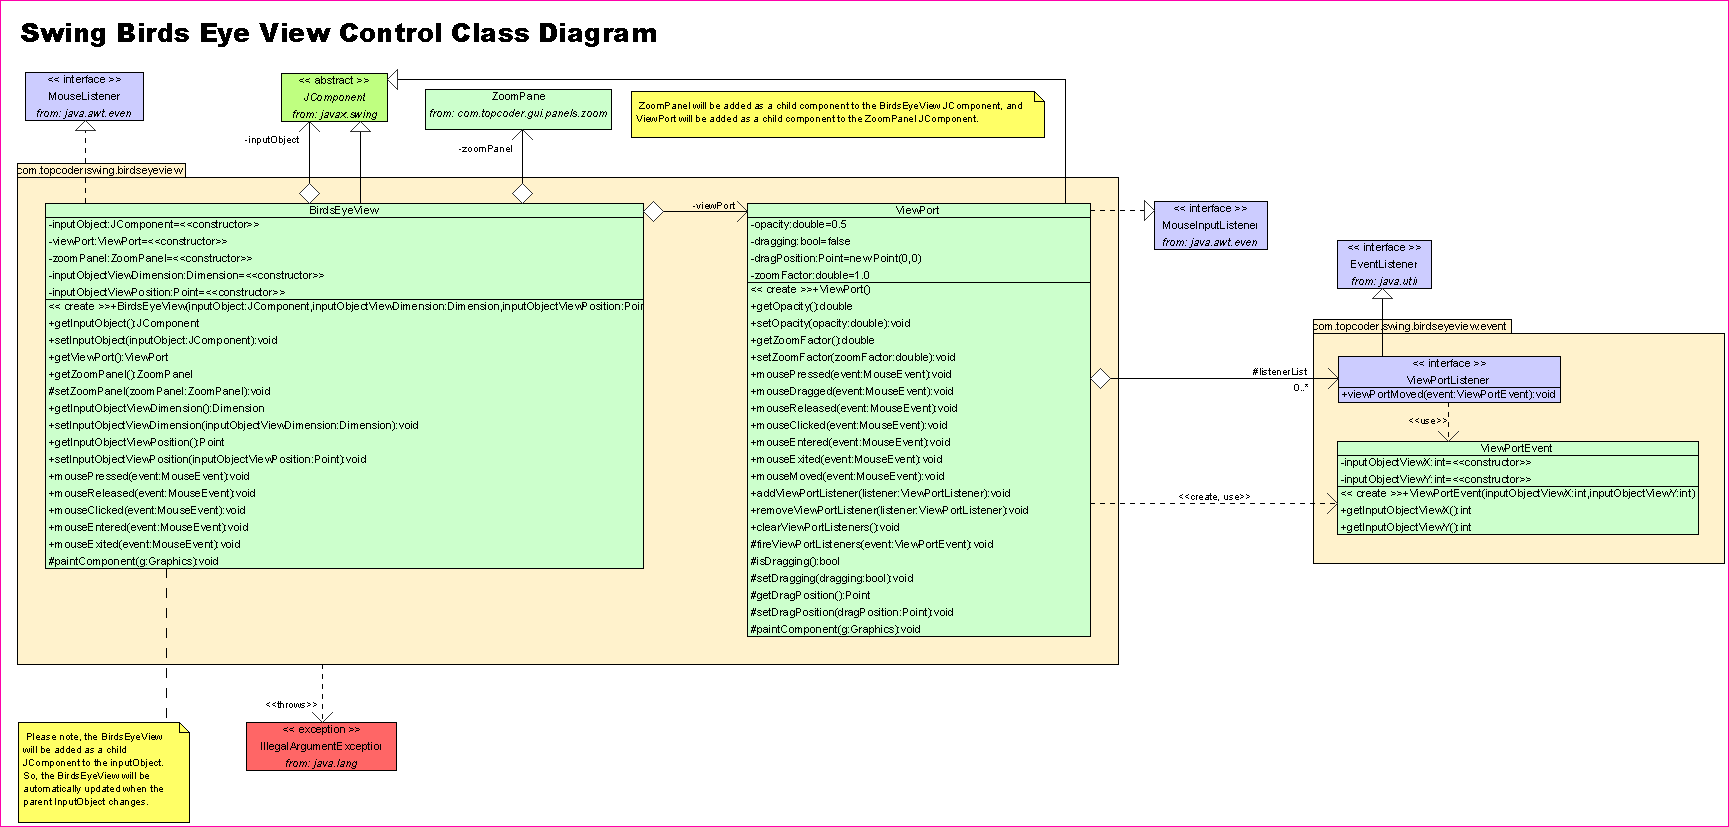 Swing Birds Eye View Control Class Diagram
<< interface >>
MouseListener
from: java.awt.even
<< abstract >>
JComponent
from: javax.swing
ZoomPane
from: com.topcoder.gui.panels.zoom
ZoomPanel will be added as a child component to the BirdsEyeView JComponent, and
ViewPort will be added as a child component to the ZoomPanel JComponent.
-inputObject
-zoomPanel
com.topcoder.swing.birdseyeview
BirdsEyeView
-inputObject:JComponent=<<constructor>>
-viewPort:ViewPort=<<constructor>>
-zoomPanel:ZoomPanel=<<constructor>>
-inputObjectViewDimension:Dimension=<<constructor>>
-inputObjectViewPosition:Point=<<constructor>>
<< create >>+BirdsEyeView(inputObject:JComponent,inputObjectViewDimension:Dimension,inputObjectViewPosition:Poin
+getInputObject():JComponent
+setInputObject(inputObject:JComponent):void
+getViewPort():ViewPort
+getZoomPanel():ZoomPanel
#setZoomPanel(zoomPanel:ZoomPanel):void
+getInputObjectViewDimension():Dimension
+setInputObjectViewDimension(inputObjectViewDimension:Dimension):void
+getInputObjectViewPosition():Point
+setInputObjectViewPosition(inputObjectViewPosition:Point):void
+mousePressed(event:MouseEvent):void
+mouseReleased(event:MouseEvent):void
+mouseClicked(event:MouseEvent):void
+mouseEntered(event:MouseEvent):void
+mouseExited(event:MouseEvent):void
#paintComponent(g:Graphics):void
-viewPort
ViewPort
-opacity:double=0.5
-dragging:bool=false
-dragPosition:Point=new Point(0,0)
-zoomFactor:double=1.0
<< create >>+ViewPort()
+getOpacity():double
+setOpacity(opacity:double):void
+getZoomFactor():double
+setZoomFactor(zoomFactor:double):void
+mousePressed(event:MouseEvent):void
+mouseDragged(event:MouseEvent):void
+mouseReleased(event:MouseEvent):void
+mouseClicked(event:MouseEvent):void
+mouseEntered(event:MouseEvent):void
+mouseExited(event:MouseEvent):void
+mouseMoved(event:MouseEvent):void
+addViewPortListener(listener:ViewPortListener):void
+removeViewPortListener(listener:ViewPortListener):void
+clearViewPortListeners():void
#fireViewPortListeners(event:ViewPortEvent):void
#isDragging():bool
#setDragging(dragging:bool):void
#getDragPosition():Point
#setDragPosition(dragPosition:Point):void
#paintComponent(g:Graphics):void
<< interface >>
MouseInputListener
from: java.awt.even
<< interface >>
EventListener
from: java.util
com.topcoder.swing.birdseyeview.event
#listenerList
0..*
<< interface >>
ViewPortListener
+viewPortMoved(event:ViewPortEvent):void
<<use>>
ViewPortEvent
-inputObjectViewX:int=<<constructor>>
-inputObjectViewY:int=<<constructor>>
<< create >>+ViewPortEvent(inputObjectViewX:int,inputObjectViewY:int)
+getInputObjectViewX():int
+getInputObjectViewY():int
<<create, use>>
<<throws>>
<< exception >>
IllegalArgumentException
from: java.lang
Please note, the BirdsEyeView
will be added as a child
JComponent to the inputObject.
So, the BirdsEyeView will be
automatically updated when the
parent InputObject changes.